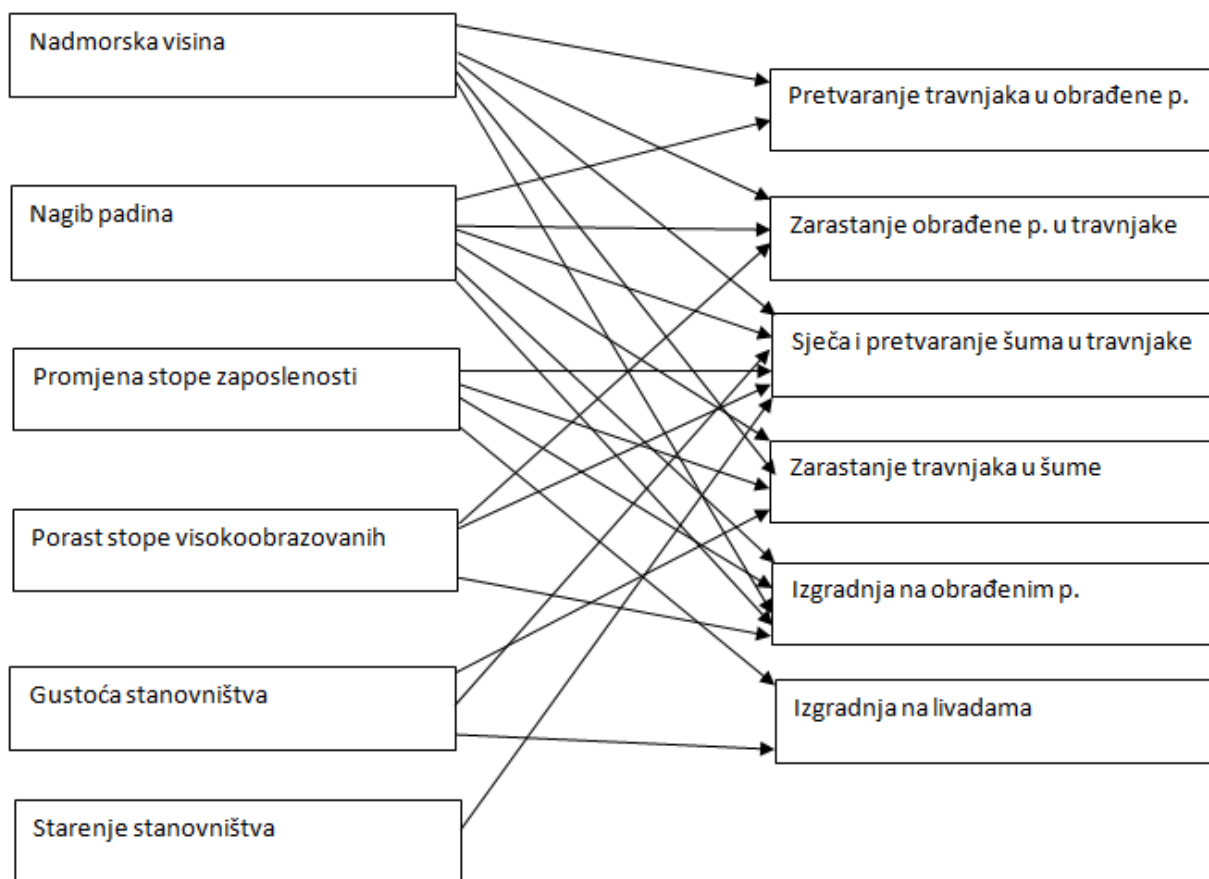 Nadmorska visina
Nagib padina
Promjena stope zaposlenosti
Porast stope visokoobrazovanih
Gustoća stanovništva
Starenje stanovništva
Pretvaranje travnjaka u obrađene p.
Zarastanje obrađene p. u travnjake
Sječa i pretvaranje šuma u travnjake
Zarastanje travnjaka u šume
Izgradnja na obrađenim p.
Izgradnja na livadama